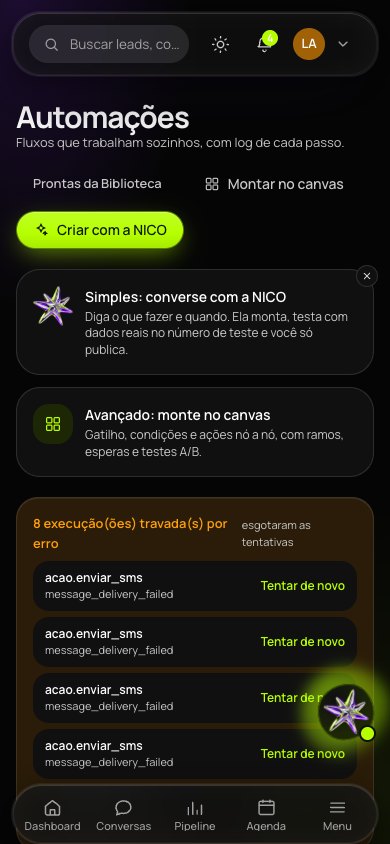 Buscar leads, co...
4
LA
Automações
Fluxos que trabalham sozinhos, com log de cada passo.
Prontas da Biblioteca
Montar no canvas
Criar com a NICO
Simples: converse com a NICO
Diga o que fazer e quando. Ela monta, testa com
dados reais no número de teste e você só
publica.
Avançado: monte no canvas
Gatilho, condições e ações nó a nó, com ramos,
esperas e testes A/B.
8 execução(ões) travada(s) por
erro
esgotaram as
tentativas
acao.enviar_sms
message_delivery_failed
Tentar de novo
acao.enviar_sms
message_delivery_failed
Tentar de novo
acao.enviar_sms
message_delivery_failed
Tentar de
acao.enviar_sms
message_delivery_failed
Tentar de novo
Dashboard
Conversas
Pipeline
Agenda
Menu